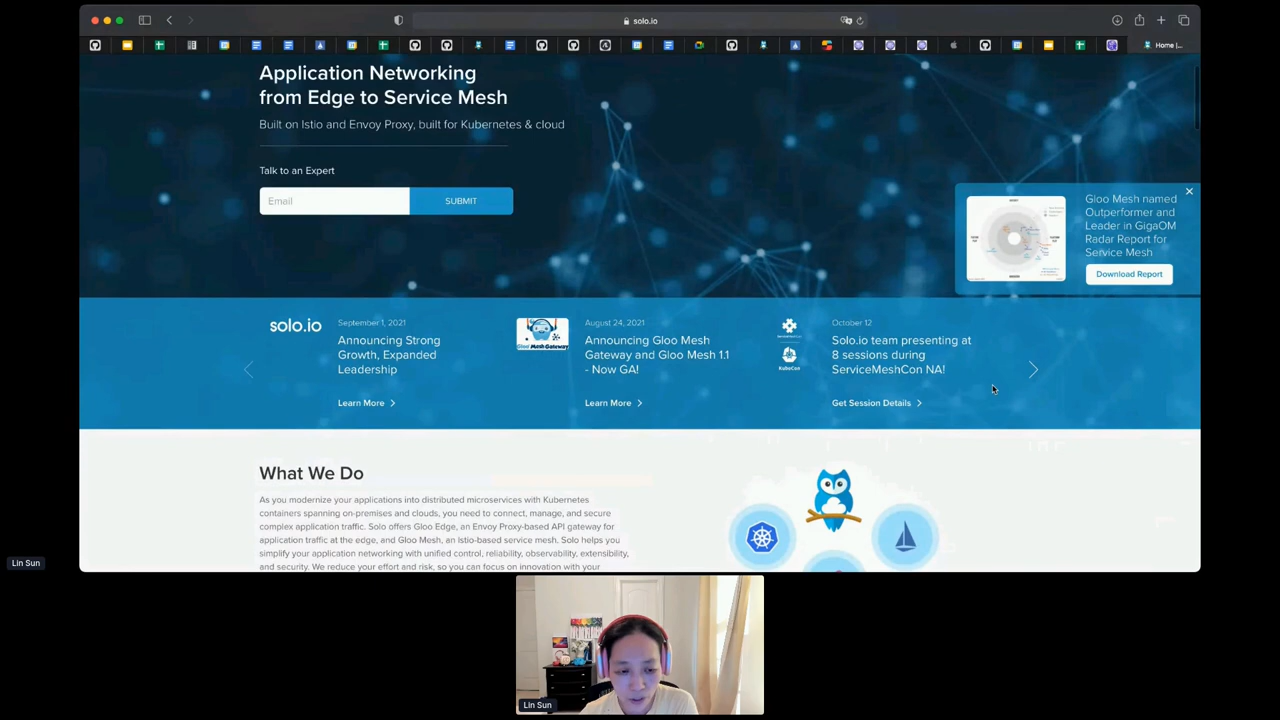 solo.io
Home |...
Application Networking
from Edge to Service Mesh
Built on Istio and Envoy Proxy, built for Kubernetes & cloud
Talk to an Expert
Email
SUBMIT
Gloo Mesh named
Outperformer and
Leader in GigaOM
Radar Report for
Service Mesh
Download Report
solo.io
September 1, 2021
Announcing Strong
Growth, Expanded
Leadership
Learn More
Gloo Mesh Gateway
August 24, 2021
Announcing Gloo Mesh
Gateway and Gloo Mesh 1.1
- Now GA!
Learn More
KubeCon
October 12
Solo.io team presenting at
8 sessions during
ServiceMeshCon NA!
Get Session Details
What We Do
As you modernize your applications into distributed microservices with Kubernetes
containers spanning on-premises and clouds, you need to connect, manage, and secure
complex application traffic. Solo offers Gloo Edge, an Envoy Proxy-based API gateway for
application traffic at the edge, and Gloo Mesh, an Istio-based service mesh. Solo helps you
simplify your application networking with unified control, reliability, observability, extensibility,
and security. We reduce your effort and risk, so you can focus on innovation with your
Lin Sun
Lin Sun